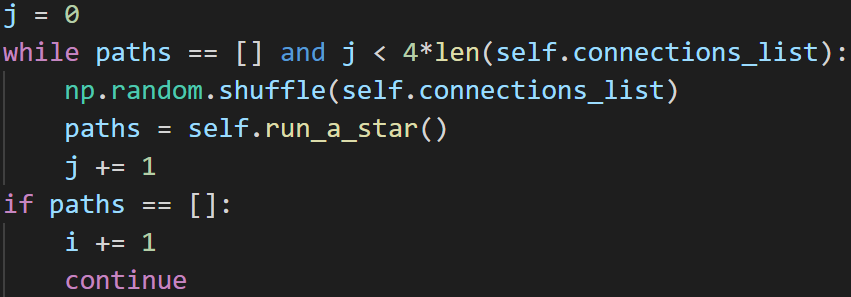 j = 0
while paths == [] and j < 4*len(self.connections_list):
    np.random.shuffle(self.connections_list)
    paths = self.run_a_star()
    j += 1
if paths == []:
    i += 1
    continue